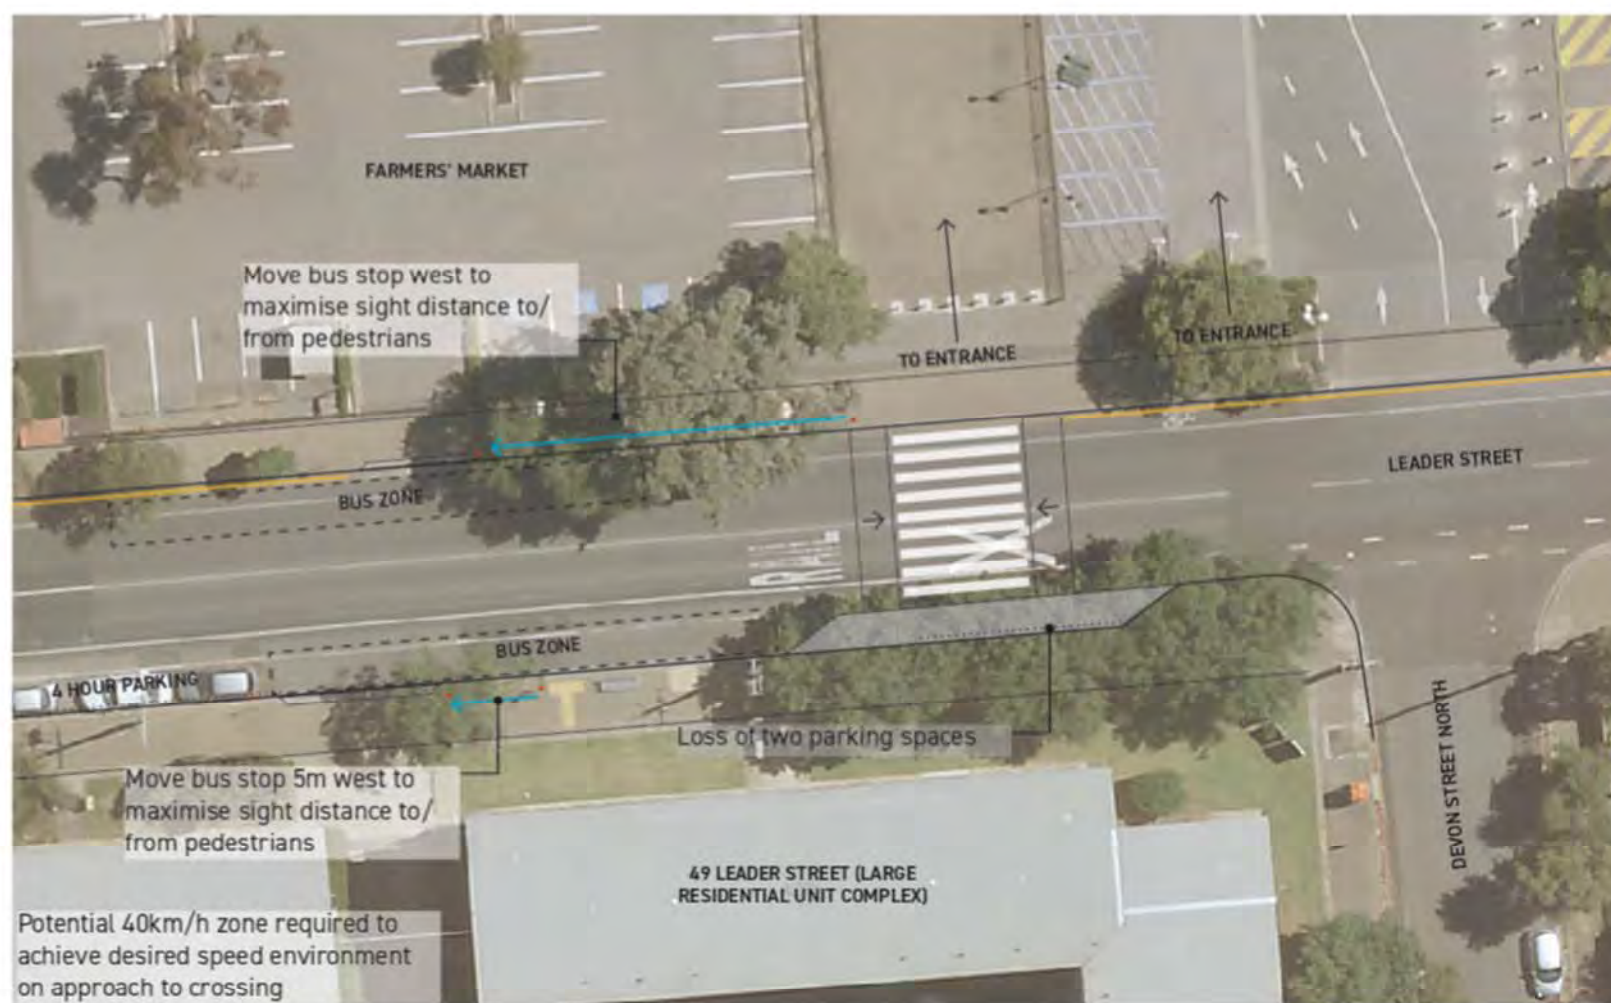 FARMERS' MARKET
Move bus stop west to
maximise sight distance to/
from pedestrians
TO ENTRANCE
TO ENTRANCE
LEADER STREET
BUS ZONE
BUS ZONE
4 HOUR PARKING
Loss of two parking spaces
Move bus stop 5m west to
maximise sight distance to/
from pedestrians
DEVON STREET NORTH
49 LEADER STREET (LARGE
RESIDENTIAL UNIT COMPLEX)
Potential 40km/h zone required to
achieve desired speed environment
on approach to crossing